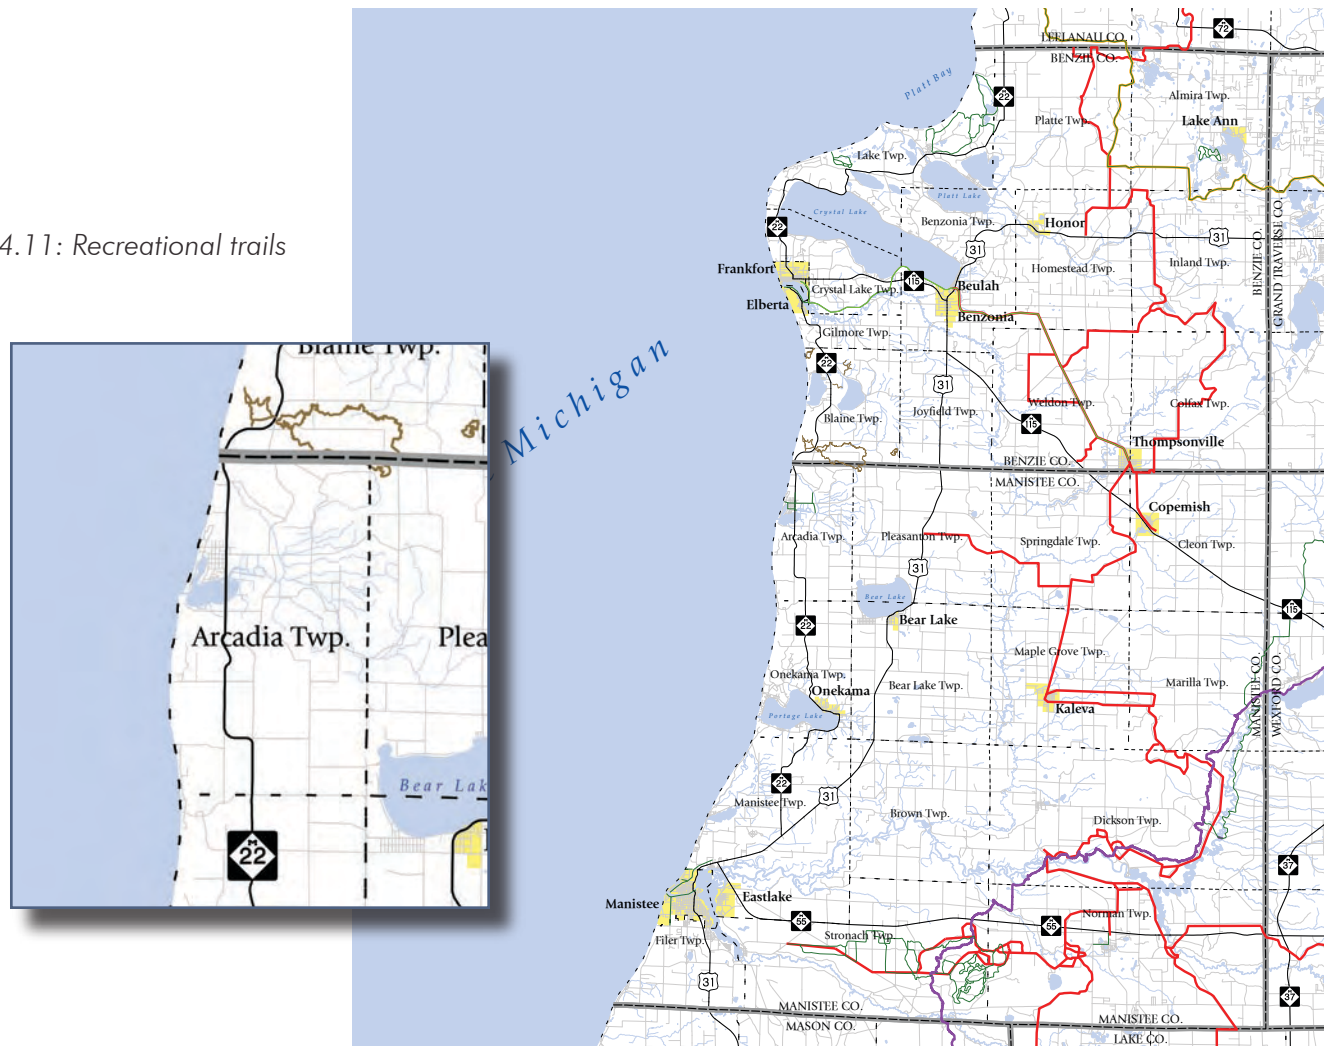 4.11: Recreational trails
Blaine Twp.
Arcadia Twp.
Plea
Bear Lak
22
Michigan
Platt Bay
LEELANAU CO.
BENZIE CO.
72
22
Almira Twp.
Platte Twp.
Lake Ann
Lake Twp.
Platt Lake
Crystal Lake
Benzonia Twp.
Honor
22
31
31
Inland Twp.
Homestead Twp.
BENZIE CO.
GRAND TRAVERSE CO.
Frankfort
Crystal Lake Twp.
115
Beulah
Elberta
Benzonia
Gilmore Twp.
22
31
Weldon Twp.
Colfax Twp.
Joyfield Twp.
Blaine Twp.
115
Thompsonville
BENZIE CO.
MANISTEE CO.
Copemish
Arcadia Twp.
Pleasanton Twp.
Springdale Twp.
Cleon Twp.
31
Bear Lake
115
22
Bear Lake
Maple Grove Twp.
Onekama Twp.
Onekama
Bear Lake Twp.
Marilla Twp.
MANISTEE CO.
WEXFORD CO.
Portage Lake
Kaleva
22
31
Manistee Twp.
Brown Twp.
Dickson Twp.
37
Manistee
Eastlake
55
55
Norman Twp.
Filer Twp.
Stronach Twp.
31
37
MANISTEE CO.
MASON CO.
MANISTEE CO.
LAKE CO.